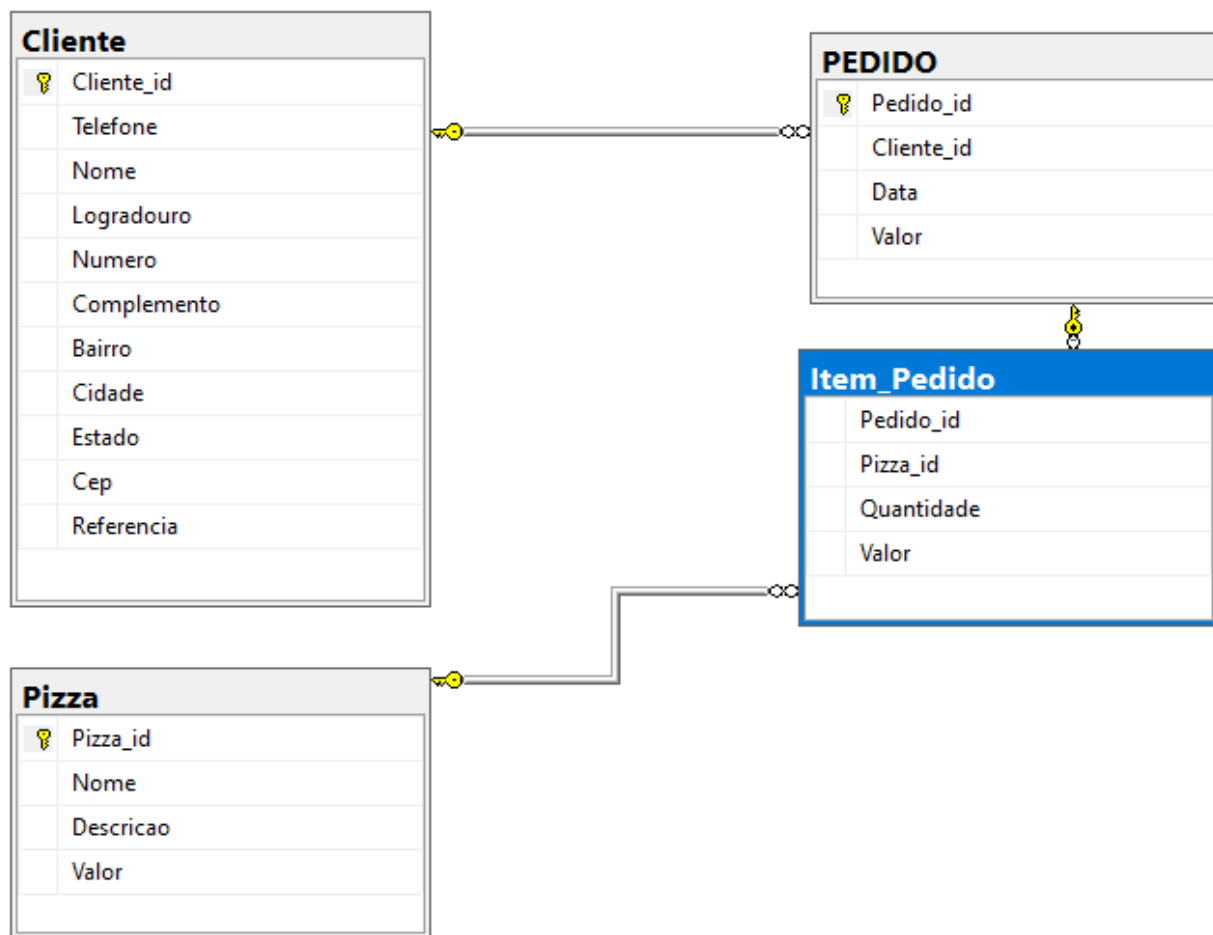 Cliente
Cliente_id
Telefone
Nome
Logradouro
Numero
Complemento
Bairro
Cidade
Estado
Cep
Referencia
PEDIDO
Pedido_id
Cliente_id
Data
Valor
Item_Pedido
Pedido_id
Pizza_id
Quantidade
Valor
Pizza
Pizza_id
Nome
Descricao
Valor